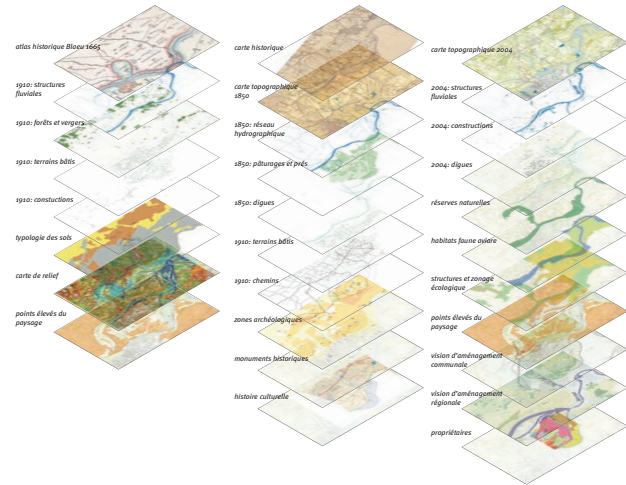 atlas historique Blaeu 1665
1910: structures
fluviales
1910: forêts et vergers
1910: terrains bâtis
1910: constuctions
typologie des sols
carte de relief
points élevés du
paysage
carte historique
carte topographique
1850
1850: réseau
hydrographique
1850: pâturages et prés
1850: digues
1910: terrains bâtis
1910: chemins
zones archéologiques
monuments historiques
histoire culturelle
carte topographique 2004
2004: structures
fluviales
2004: constructions
2004: digues
réserves naturelles
habitats faune aviaire
structures et zonage
écologique
points élevés du
paysage
vision d'aménagement
communale
vision d'aménagement
régionale
propriétaires